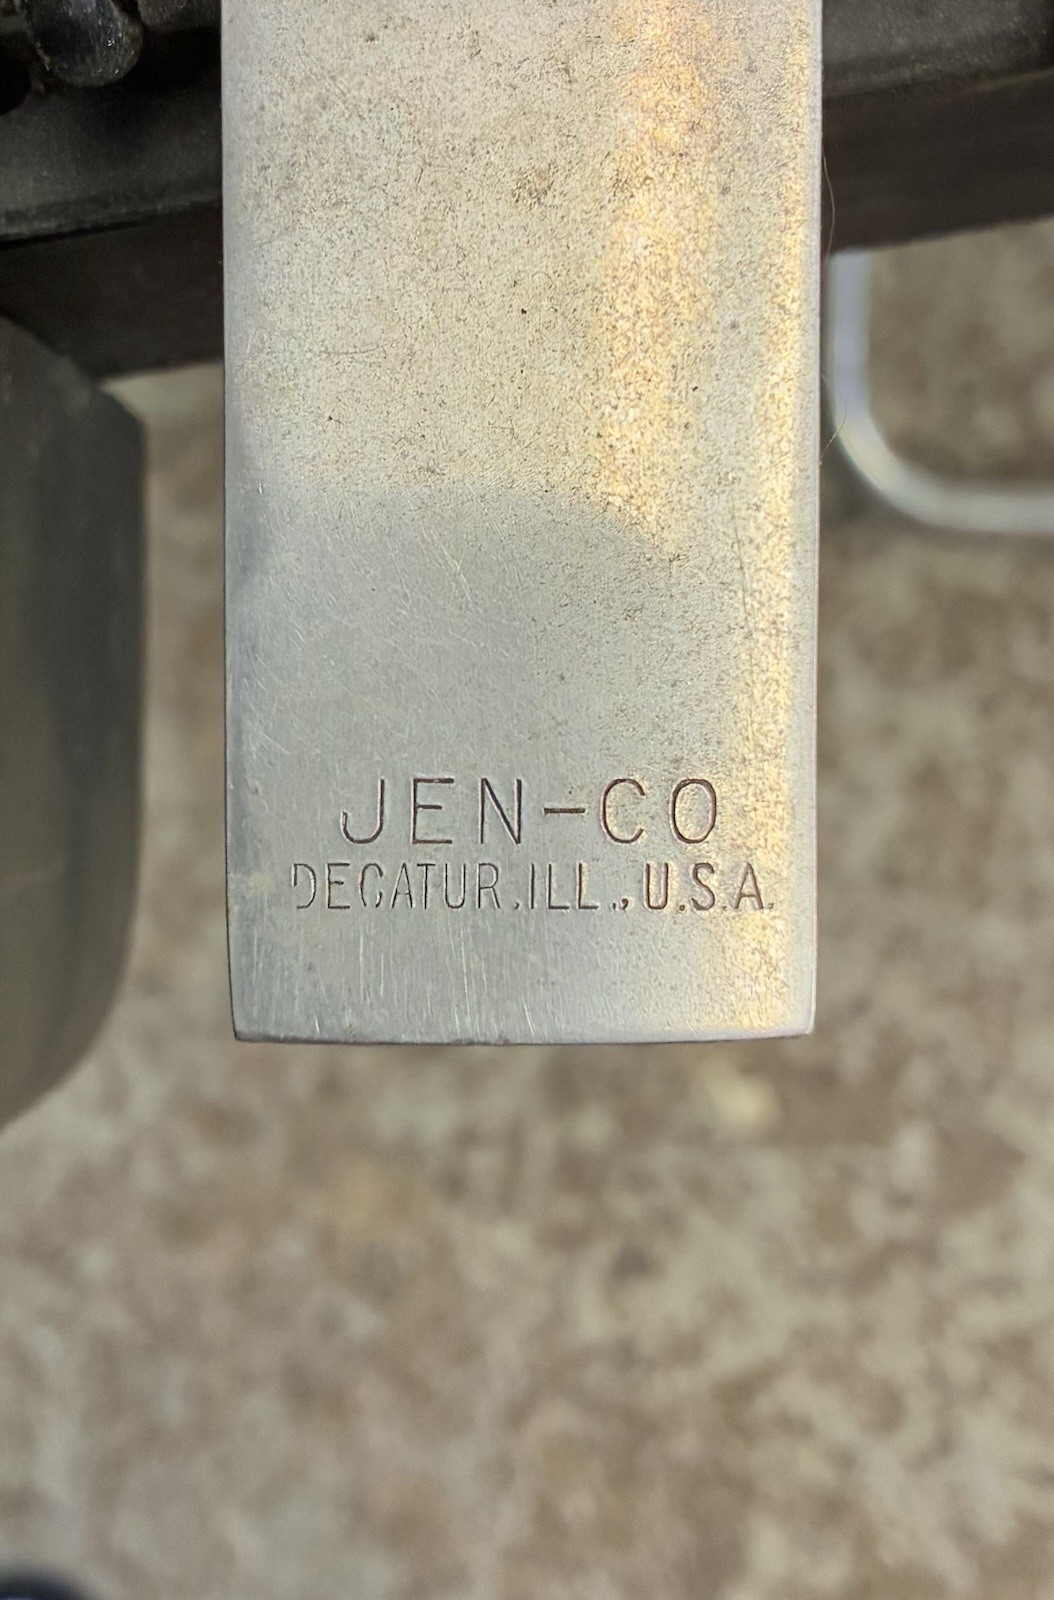 JEN-CO
DECATUR, ILL., U.S.A.